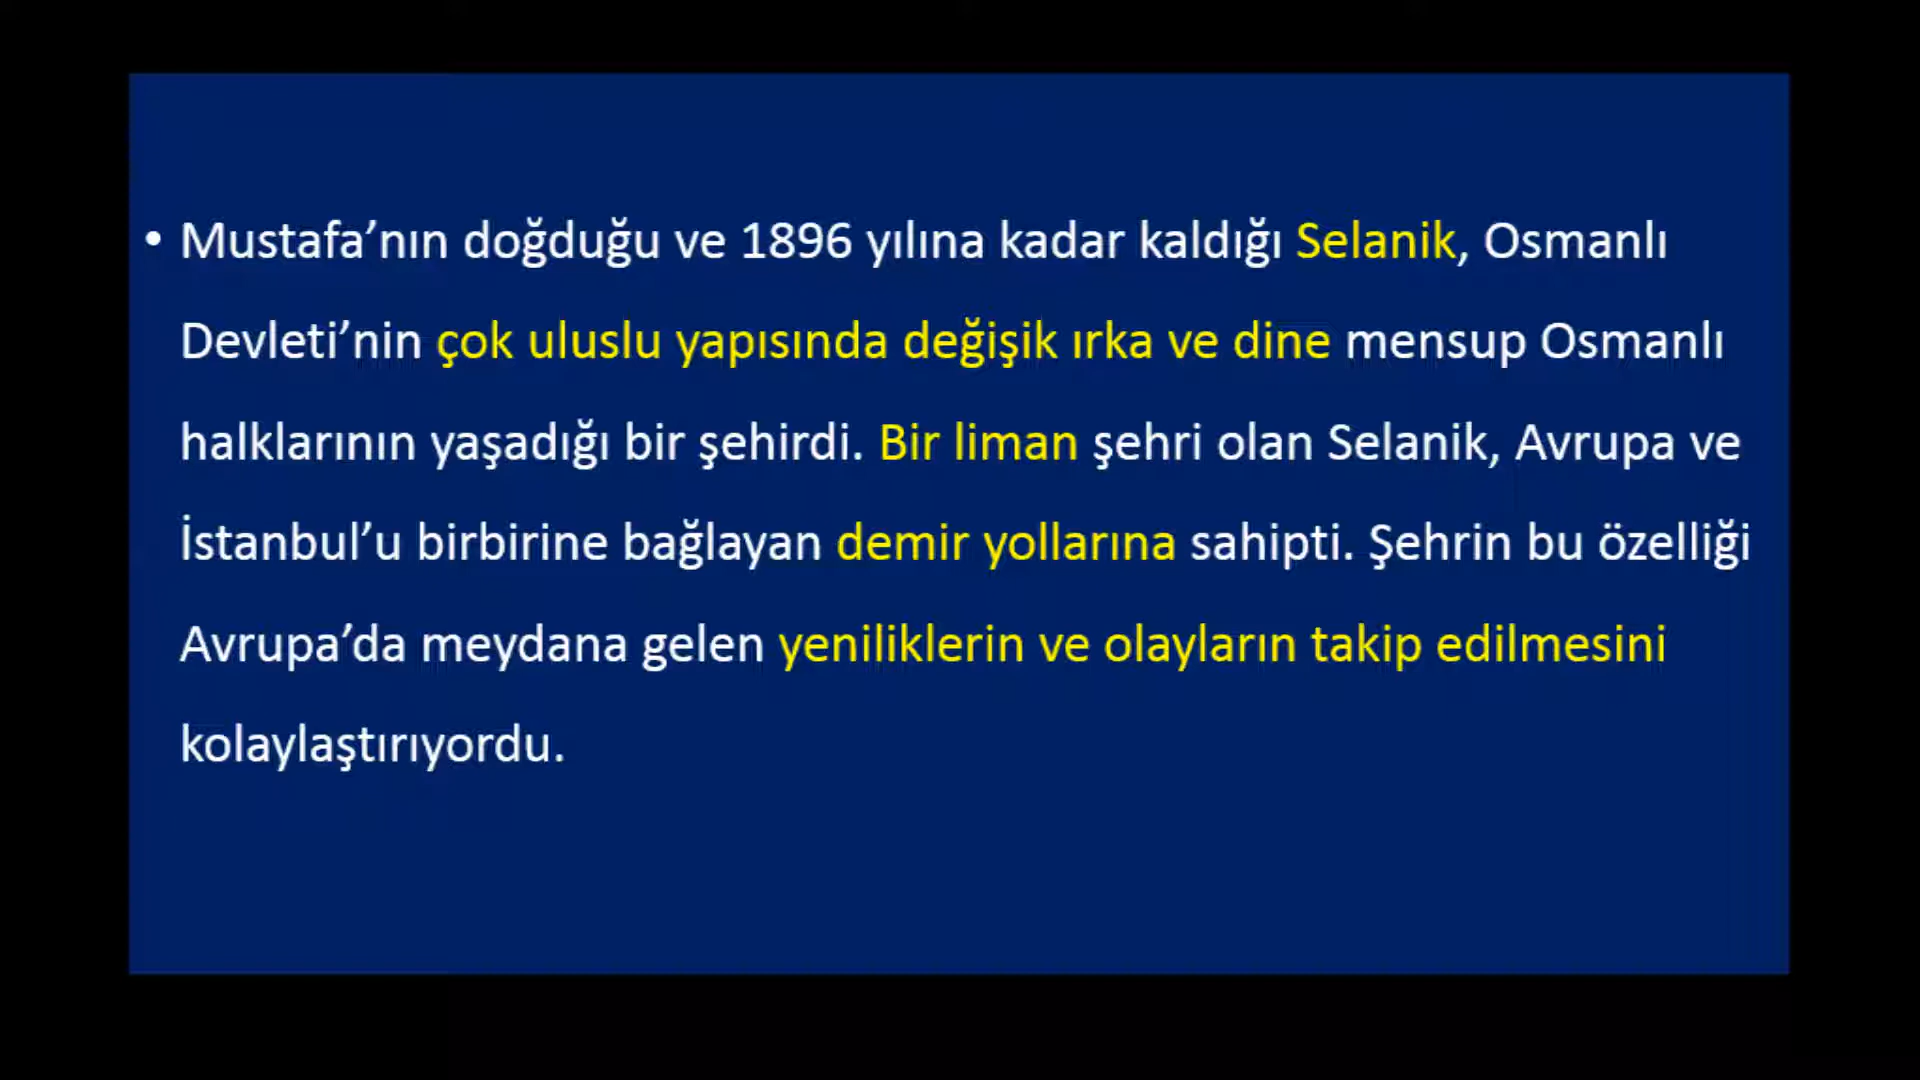 • Mustafa’nın doğduğu ve 1896 yılına kadar kaldığı Selanik, Osmanlı
Devleti’nin çok uluslu yapısında değişik ırka ve dine mensup Osmanlı
halklarının yaşadığı bir şehirdi. Bir liman şehri olan Selanik, Avrupa ve
İstanbul’u birbirine bağlayan demir yollarına sahipti. Şehrin bu özelliği
Avrupa’da meydana gelen yeniliklerin ve olayların takip edilmesini
kolaylaştırıyordu.